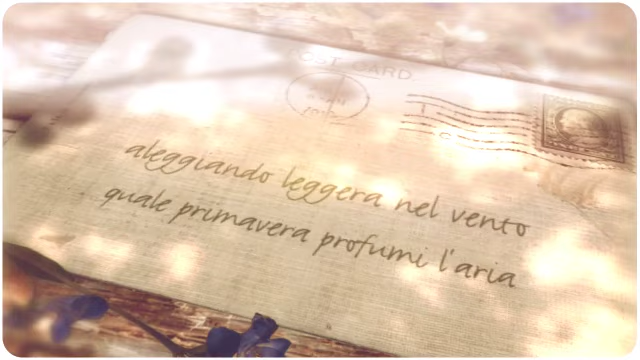 POST CARD
aleggiando leggera nel vento
quale primavera profumi l'aria